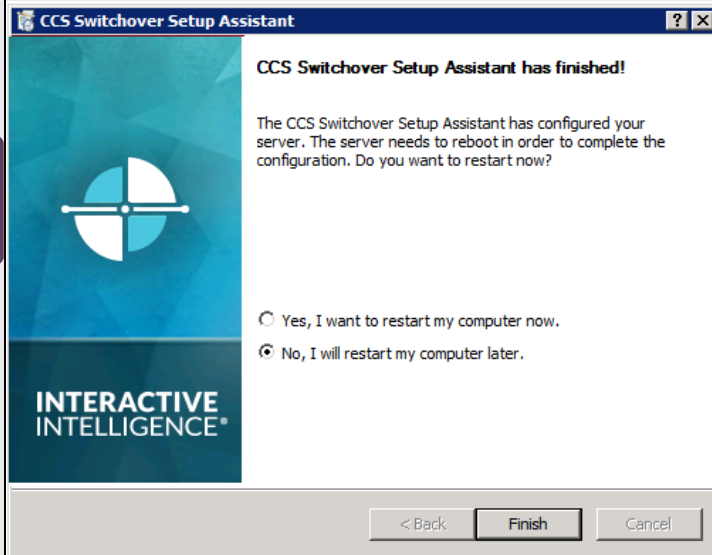 CCS Switchover Setup Assistant
CCS Switchover Setup Assistant has finished!
The CCS Switchover Setup Assistant has configured your
server. The server needs to reboot in order to complete the
configuration. Do you want to restart now?
Yes, I want to restart my computer now.
No, I will restart my computer later.
INTERACTIVE
INTELLIGENCE®
< Back Finish Cancel